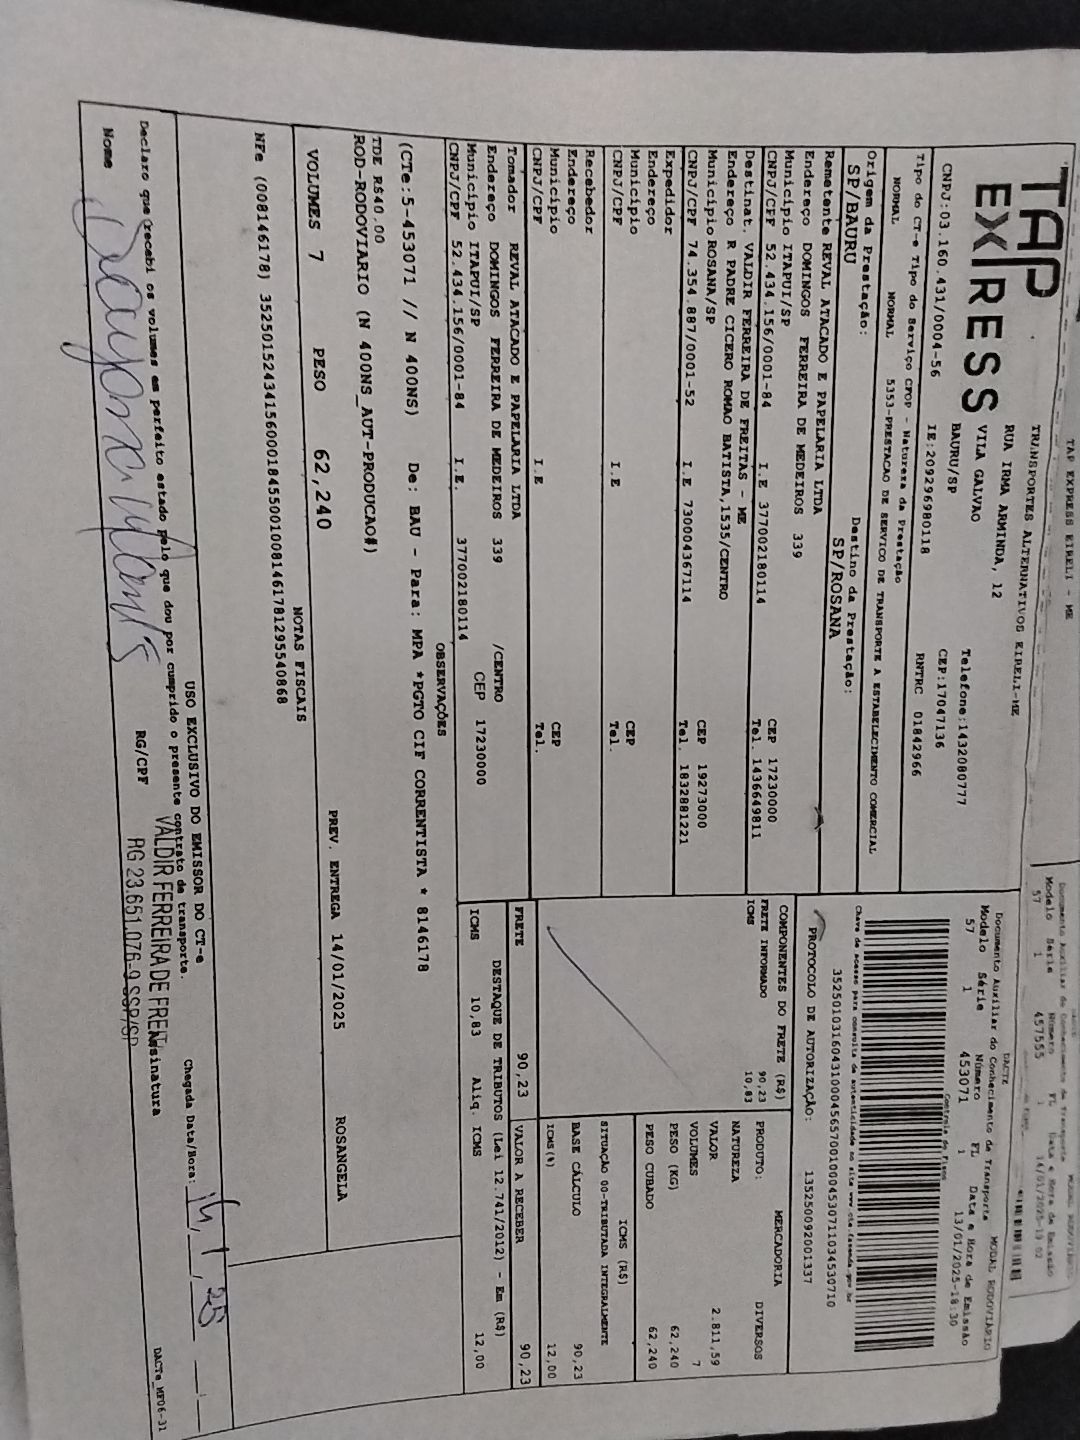 TAP EXPRESS EIRELI - ME
57 1 457555 1
TAP
EXPRESS
TRANSPORTES ALTERNATIVOS EIRELI-ME
RUA IRMA ARMINDA, 12
VILA GALVAO
BAURU/SP
Telefone:1432080777
CEP:17047136
CNPJ:03.160.431/0004-56 IE:209296980118 RNTRC 01842966
DACTE
Documento Auxiliar do Conhecimento de Transporte MODAL RODOVIÁRIO
Modelo Série Número FL Data e Hora de Emissão
57 1 453071 1 13/01/2025-18:30
Controle do Fisco
Chave de acesso para consulta de autenticidade no site www.cte.fazenda.gov.br
35250103160431000456570010004530711034530710
PROTOCOLO DE AUTORIZAÇÃO: 135250092001337
Tipo do CT-e Tipo do Serviço CFOP - Natureza da Prestação
NORMAL NORMAL 5353-PRESTACAO DE SERVICO DE TRANSPORTE A ESTABELECIMENTO COMERCIAL
Origem da Prestação: Destino da Prestação:
SP/BAURU SP/ROSANA
Remetente REVAL ATACADO E PAPELARIA LTDA
Endereço DOMINGOS FERREIRA DE MEDEIROS 339
Município ITAPUI/SP CEP 17230000
CNPJ/CPF 52.434.156/0001-84 I.E 377002180114 Tel. 1436649811
Destinat. VALDIR FERREIRA DE FREITAS - ME
Endereço R PADRE CICERO ROMAO BATISTA,1535/CENTRO
Município ROSANA/SP CEP 19273000
CNPJ/CPF 74.354.887/0001-52 I.E 730004367114 Tel. 1832881221
Expedidor
Endereço
Município CEP
CNPJ/CPF I.E Tel.
Recebedor
Endereço
Município CEP
CNPJ/CPF I.E Tel.
Tomador REVAL ATACADO E PAPELARIA LTDA
Endereço DOMINGOS FERREIRA DE MEDEIROS 339 /CENTRO
Município ITAPUI/SP CEP 17230000
CNPJ/CPF 52.434.156/0001-84 I.E. 377002180114
COMPONENTES DO FRETE (R$)
FRETE INFORMADO 90,23
ICMS 10,83
MERCADORIA
PRODUTO: DIVERSOS
NATUREZA
VALOR 2.811,59
VOLUMES 7
PESO (KG) 62,240
PESO CUBADO 62,240
ICMS (R$)
SITUAÇÃO 00-TRIBUTADA INTEGRALMENTE
BASE CÁLCULO 90,23
ICMS(%) 12,00
FRETE 90,23 VALOR A RECEBER 90,23
DESTAQUE DE TRIBUTOS (Lei 12.741/2012) - Em (R$)
ICMS 10,83 Aliq. ICMS 12,00
OBSERVAÇÕES
(CTe:5-453071 // N 400NS) De: BAU - Para: MPA *PGTO CIF CORRENTISTA * 8146178
TDE R$40.00
ROD-RODOVIARIO (N 400NS_AUT-PRODUCAO#)
VOLUMES 7 PESO 62,240 PREV. ENTREGA 14/01/2025 ROSANGELA
NOTAS FISCAIS
NFe (008146178) 35250152434156000184550010081461781295540868
USO EXCLUSIVO DO EMISSOR DO CT-e
Declaro que recebi os volumes em perfeito estado pelo que dou por cumprido o presente contrato de transporte.
Chegada Data/Hora: 14/1/25
Nome RG/CPF Assinatura
VALDIR FERREIRA DE FREIT
RG 23.651.076-9 SSP/SP
DACTe_MF06-31